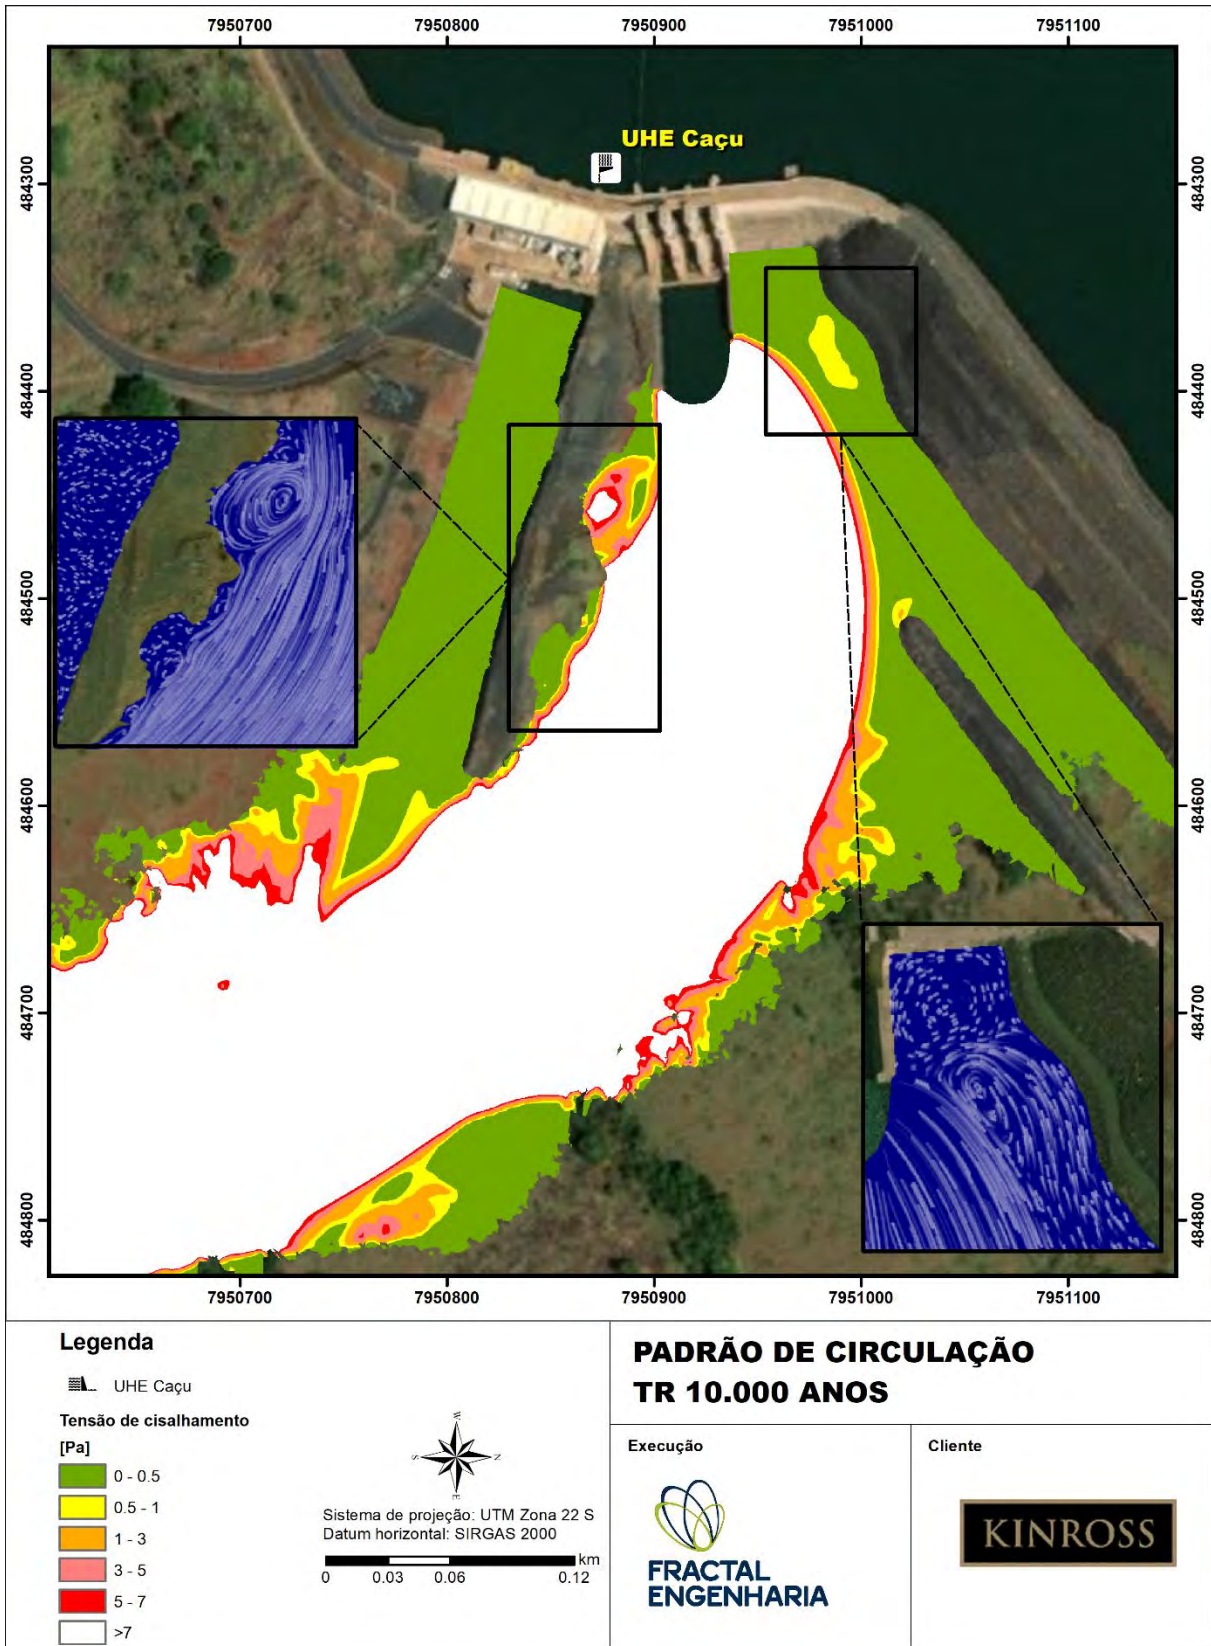 7950700 7950800 7950900 7951000 7951100
UHE Caçu
484300 484300
484400 484400
484500 484500
484600 484600
484700 484700
484800 484800
7950700 7950800 7950900 7951000 7951100
Legenda
UHE Caçu
Tensão de cisalhamento
[Pa]
0 - 0.5
0.5 - 1
1 - 3
3 - 5
5 - 7
>7
W
S N
E
Sistema de projeção: UTM Zona 22 S
Datum horizontal: SIRGAS 2000
km
0 0.03 0.06 0.12
PADRÃO DE CIRCULAÇÃO
TR 10.000 ANOS
Execução
FRACTAL
ENGENHARIA
Cliente
KINROSS